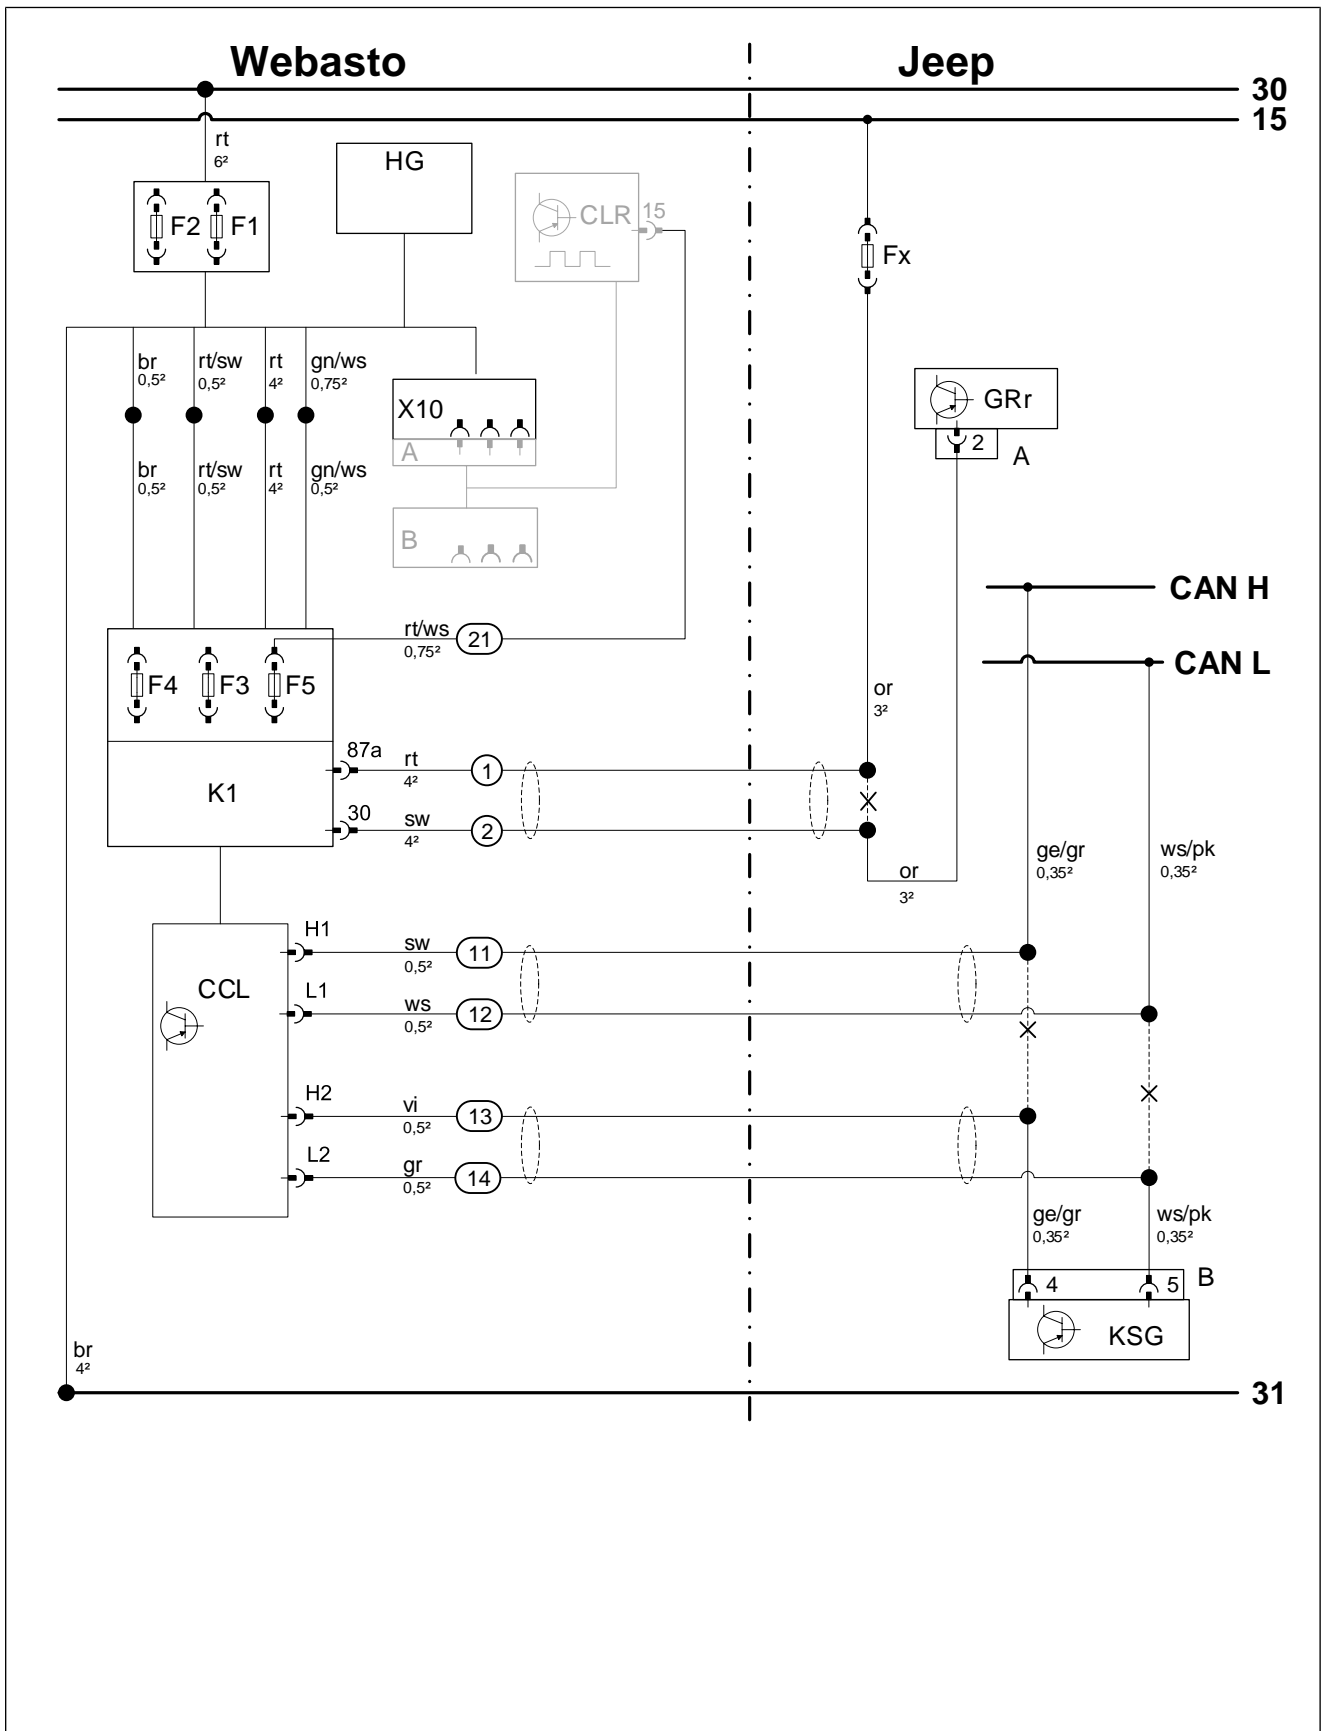 Webasto
Jeep
30
15
rt
6²
HG
CLR
15
F2
F1
Fx
br
0,5²
rt/sw
0,5²
rt
4²
gn/ws
0,75²
GRr
X10
2
A
A
br
0,5²
rt/sw
0,5²
rt
4²
gn/ws
0,5²
B
CAN H
rt/ws
0,75²
21
CAN L
F4
F3
F5
or
3²
87a
rt
4²
1
K1
30
sw
4²
2
ge/gr
0,35²
ws/pk
0,35²
or
3²
H1
sw
0,5²
11
CCL
L1
ws
0,5²
12
H2
vi
0,5²
13
L2
gr
0,5²
14
ge/gr
0,35²
ws/pk
0,35²
4
5
B
KSG
br
4²
31